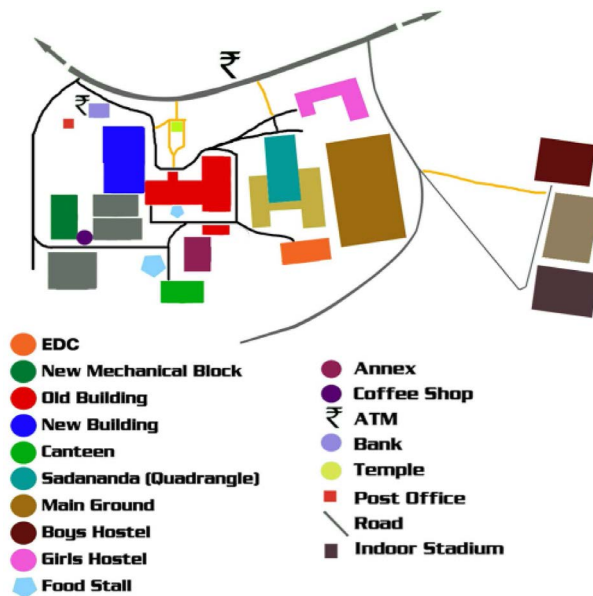 ₹
₹
EDC
New Mechanical Block
Old Building
New Building
Canteen
Sadananda (Quadrangle)
Main Ground
Boys Hostel
Girls Hostel
Food Stall
Annex
Coffee Shop
₹ ATM
Bank
Temple
Post Office
Road
Indoor Stadium